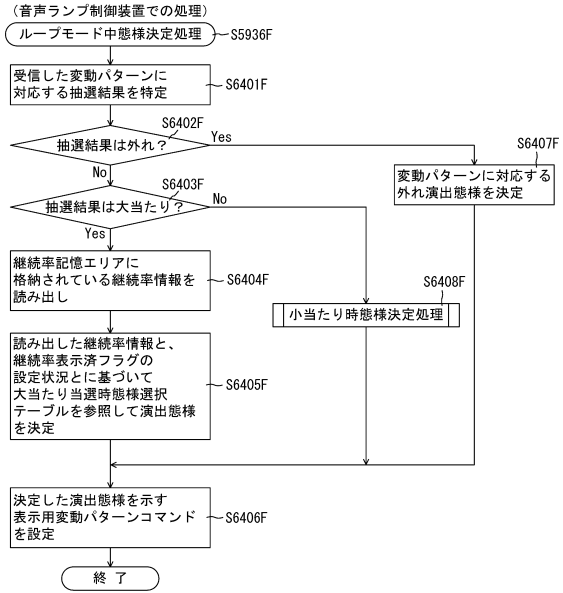 （音声ランプ制御装置での処理）
ループモード中態様決定処理
S5936F
受信した変動パターンに
対応する抽選結果を特定
S6401F
抽選結果は外れ？
S6402F
Yes
No
S6407F
変動パターンに対応する
外れ演出態様を決定
抽選結果は大当たり？
S6403F
No
Yes
継続率記憶エリアに
格納されている継続率情報を
読み出し
S6404F
S6408F
小当たり時態様決定処理
読み出した継続率情報と、
継続率表示済フラグの
設定状況とに基づいて
大当たり当選時態様選択
テーブルを参照して演出態様
を決定
S6405F
決定した演出態様を示す
表示用変動パターンコマンド
を設定
S6406F
終 了